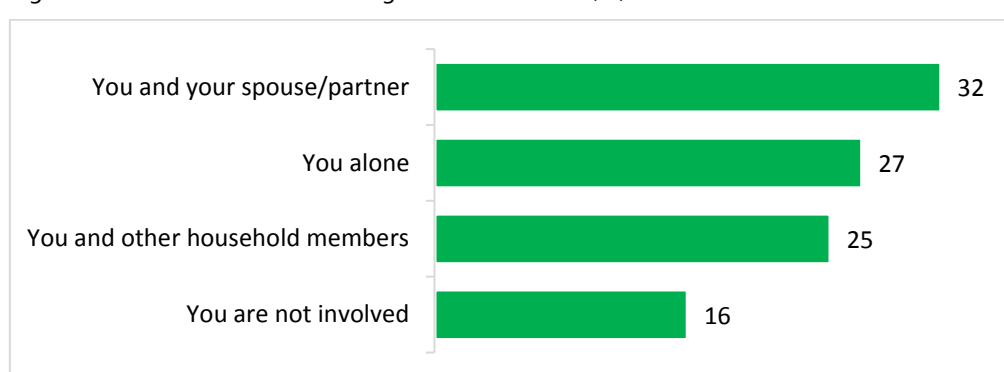 You and your spouse/partner 32
You alone 27
You and other household members 25
You are not involved 16